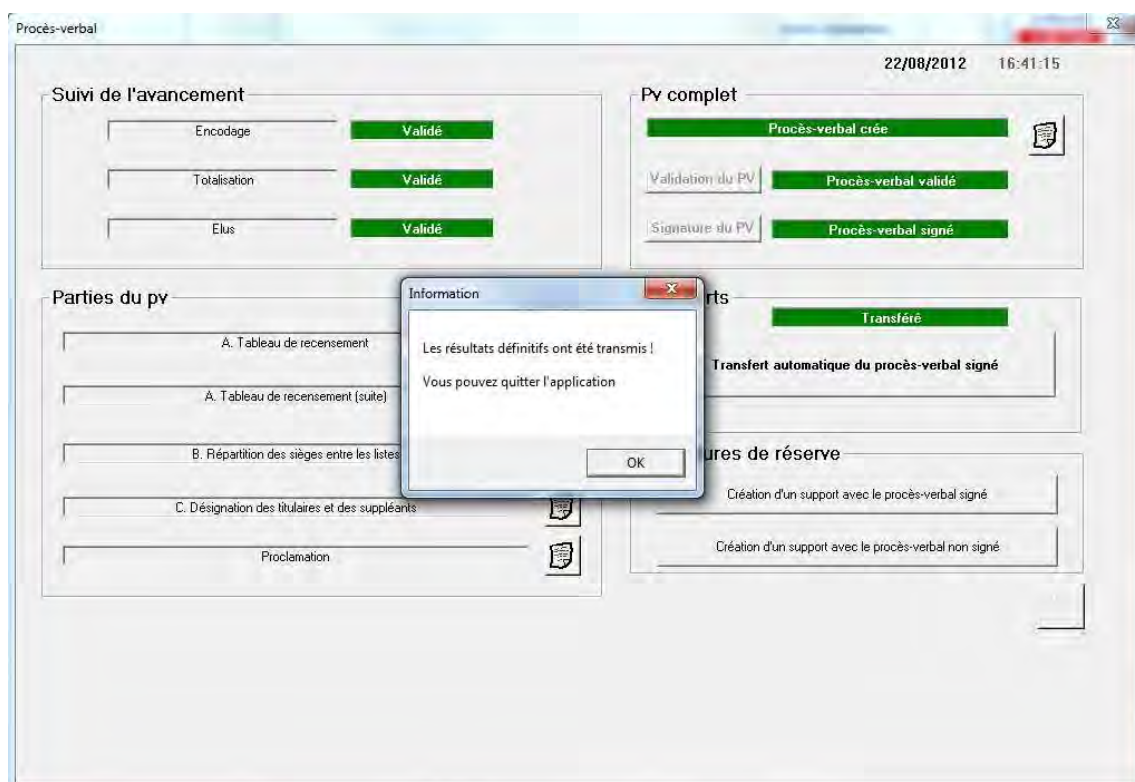 Procès-verbal
22/08/2012 16:41:15
Suivi de l'avancement
Encodage Validé
Totalisation Validé
Elus Validé
Pv complet
Procès-verbal crée
Validation du PV Procès-verbal validé
Signature du PV Procès-verbal signé
Parties du pv
A. Tableau de recensement
A. Tableau de recensement (suite)
B. Répartition des sièges entre les listes
C. Désignation des titulaires et des suppléants
Proclamation
Information
Les résultats définitifs ont été transmis !
Vous pouvez quitter l'application
OK
rts
Transféré
Transfert automatique du procès-verbal signé
ures de réserve
Création d'un support avec le procès-verbal signé
Création d'un support avec le procès-verbal non signé